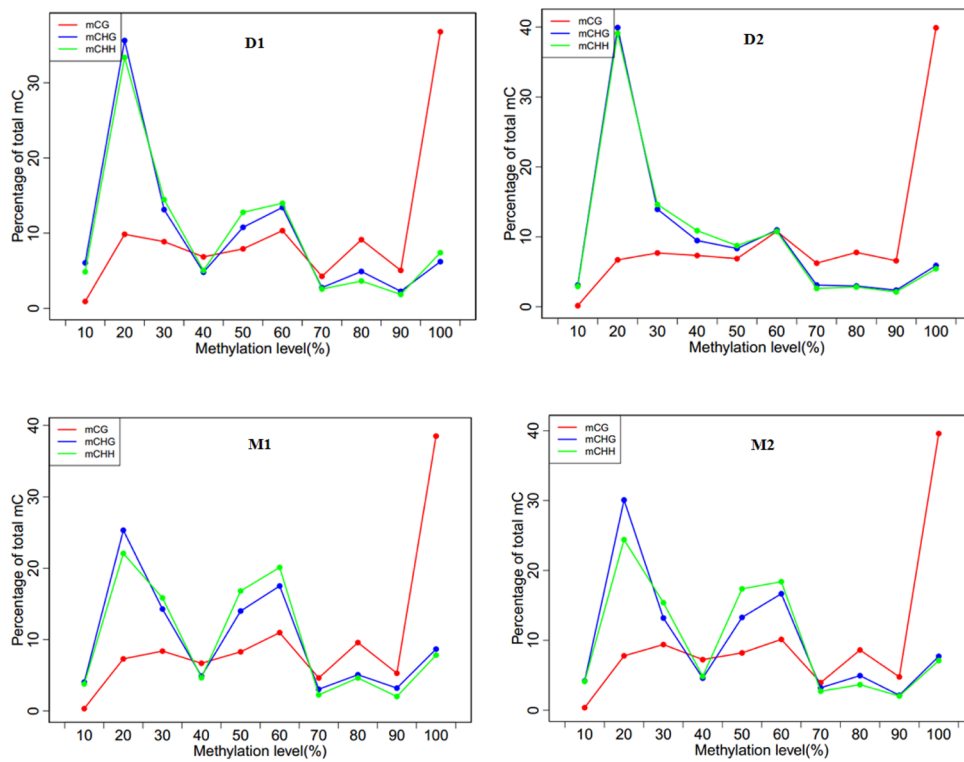 D1
mCG
mCHG
mCHH
Percentage of total mC
0 10 20 30
10 20 30 40 50 60 70 80 90 100
Methylation level(%)
D2
mCG
mCHG
mCHH
Percentage of total mC
0 10 20 30 40
10 20 30 40 50 60 70 80 90 100
Methylation level(%)
M1
mCG
mCHG
mCHH
Percentage of total mC
0 10 20 30 40
10 20 30 40 50 60 70 80 90 100
Methylation level(%)
M2
mCG
mCHG
mCHH
Percentage of total mC
0 10 20 30 40
10 20 30 40 50 60 70 80 90 100
Methylation level(%)